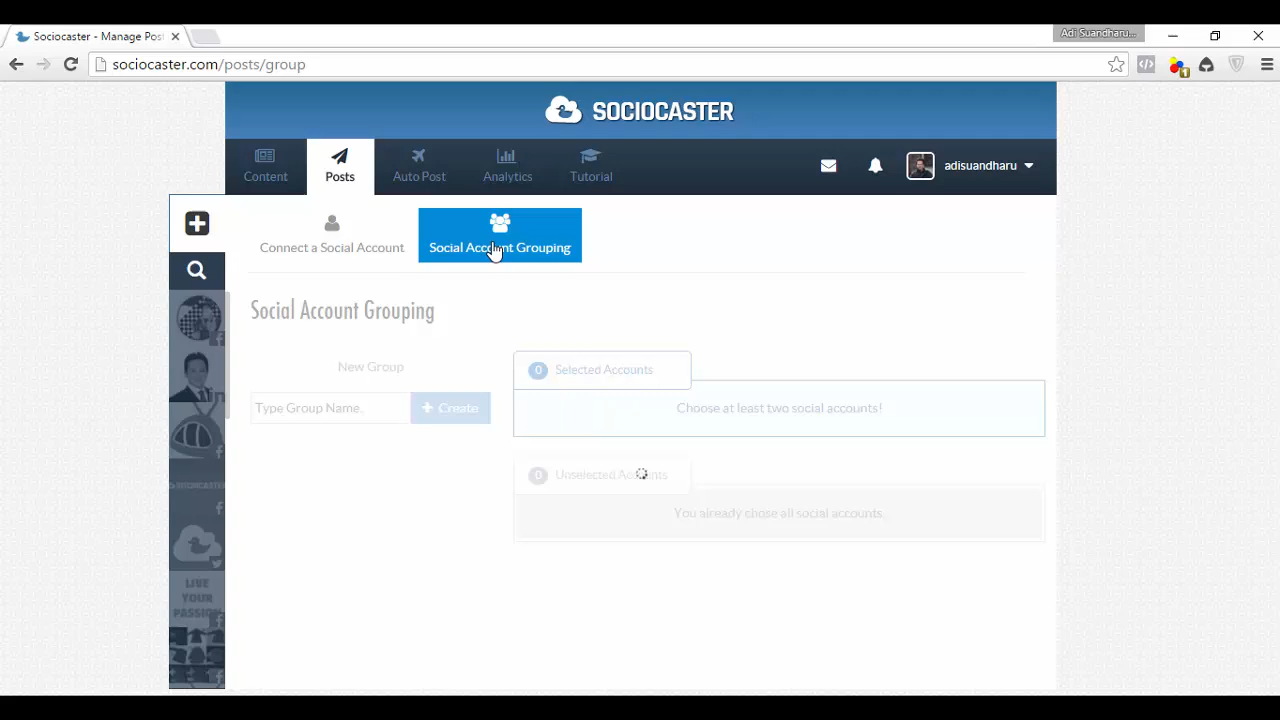 Sociocaster - Manage Pos
Adi Suandharu...
sociocaster.com/posts/group
1
SOCIOCASTER
Content
Posts
Auto Post
Analytics
Tutorial
adisuandharu
Connect a Social Account
Social Account Grouping
Social Account Grouping
New Group
Type Group Name.
+ Create
0 Selected Accounts
Choose at least two social accounts!
0 Unselected Accounts
You already chose all social accounts.
LIVE
YOUR
PASSION